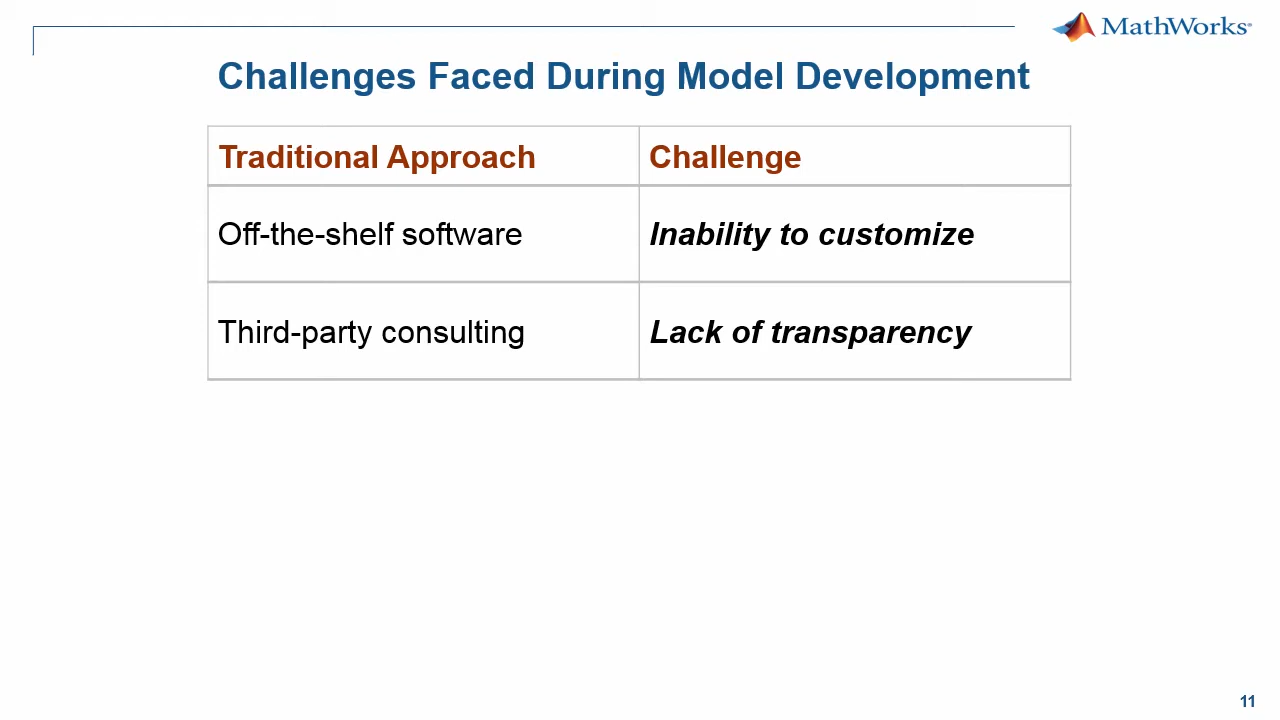 MathWorks®
Challenges Faced During Model Development
Traditional Approach
Challenge
Off-the-shelf software
Inability to customize
Third-party consulting
Lack of transparency
11